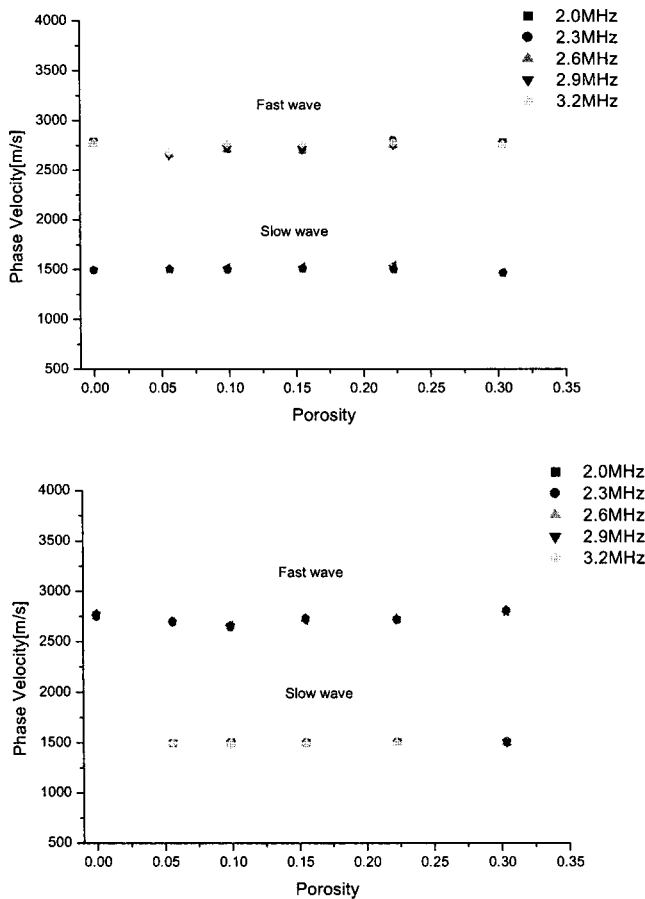 2.0MHz
2.3MHz
2.6MHz
2.9MHz
3.2MHz
4000
3500
3000
2500
2000
1500
1000
500
Phase Velocity[m/s]
Fast wave
Slow wave
0.00 0.05 0.10 0.15 0.20 0.25 0.30 0.35
Porosity
2.0MHz
2.3MHz
2.6MHz
2.9MHz
3.2MHz
4000
3500
3000
2500
2000
1500
1000
500
Phase Velocity[m/s]
Fast wave
Slow wave
0.00 0.05 0.10 0.15 0.20 0.25 0.30 0.35
Porosity